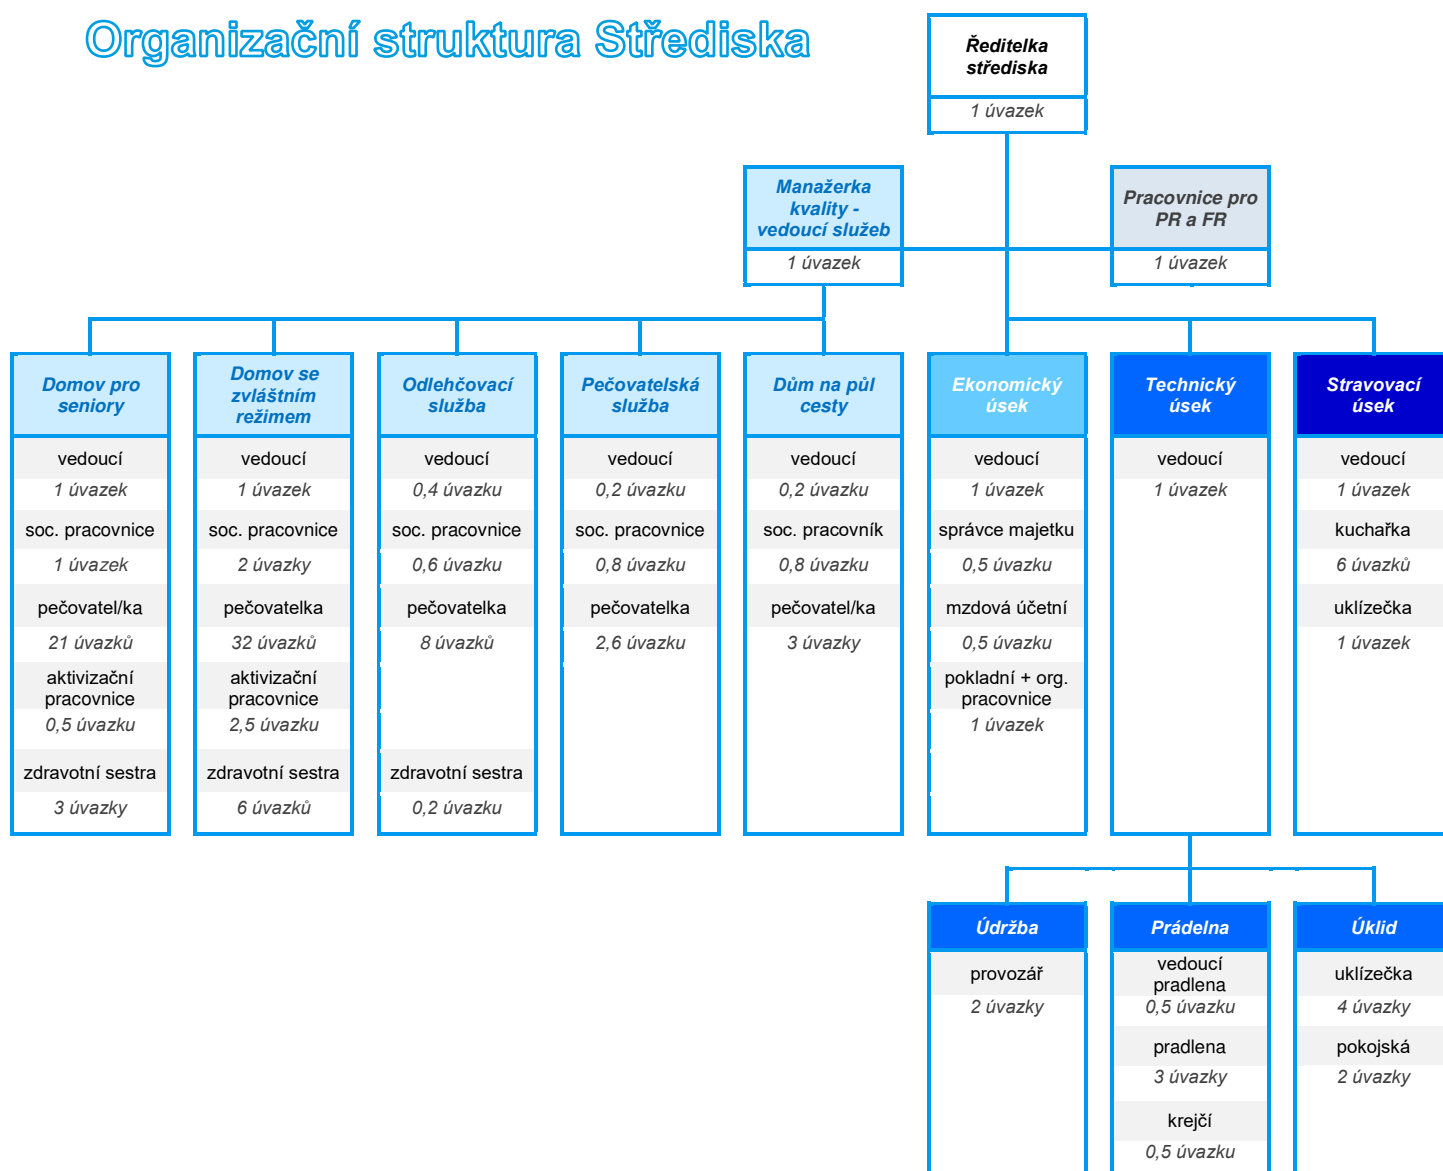 Organizační struktura Střediska
Ředitelka
střediska
1 úvazek
Manažerka
kvality -
vedoucí služeb
1 úvazek
Pracovnice pro
PR a FR
1 úvazek
Domov pro
seniory
vedoucí
1 úvazek
soc. pracovnice
1 úvazek
pečovatel/ka
21 úvazků
aktivizační
pracovnice
0,5 úvazku
zdravotní sestra
3 úvazky
Domov se
zvláštním
režimem
vedoucí
1 úvazek
soc. pracovnice
2 úvazky
pečovatelka
32 úvazků
aktivizační
pracovnice
2,5 úvazku
zdravotní sestra
6 úvazků
Odlehčovací
služba
vedoucí
0,4 úvazku
soc. pracovnice
0,6 úvazku
pečovatelka
8 úvazků
zdravotní sestra
0,2 úvazku
Pečovatelská
služba
vedoucí
0,2 úvazku
soc. pracovnice
0,8 úvazku
pečovatelka
2,6 úvazku
Dům na půl
cesty
vedoucí
0,2 úvazku
soc. pracovník
0,8 úvazku
pečovatel/ka
3 úvazky
Ekonomický
úsek
vedoucí
1 úvazek
správce majetku
0,5 úvazku
mzdová účetní
0,5 úvazku
pokladní + org.
pracovnice
1 úvazek
Technický
úsek
vedoucí
1 úvazek
Stravovací
úsek
vedoucí
1 úvazek
kuchařka
6 úvazků
uklízečka
1 úvazek
Údržba
provozář
2 úvazky
Prádelna
vedoucí
pradlena
0,5 úvazku
pradlena
3 úvazky
krejčí
0,5 úvazku
Úklid
uklízečka
4 úvazky
pokojská
2 úvazky